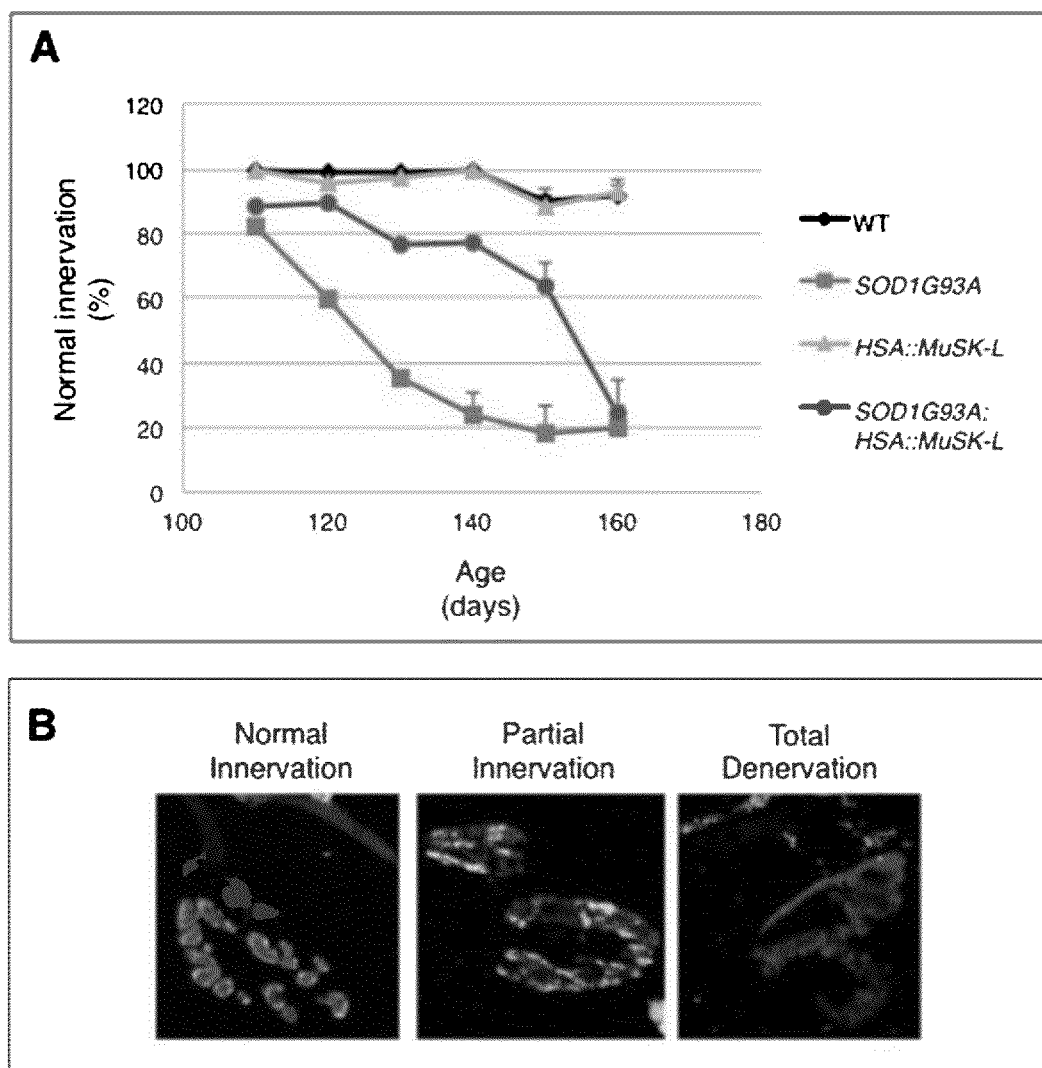 A
120
100
80
60
40
20
0
Normal innervation
(%)
100
120
140
160
180
Age
(days)
WT
SOD1G93A
HSA::MuSK-L
SOD1G93A:
HSA::MuSK-L
B
Normal
Innervation
Partial
Innervation
Total
Denervation